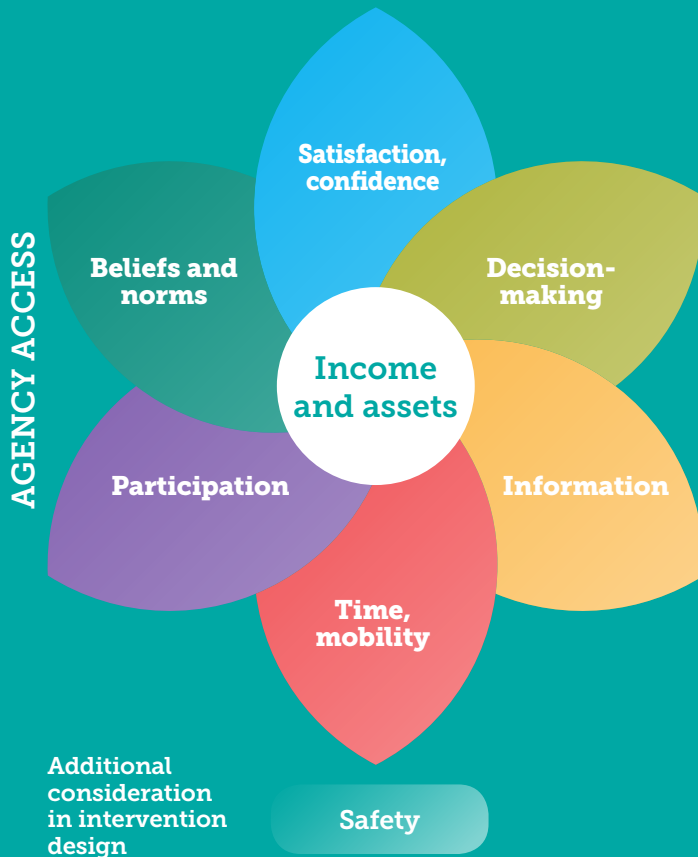 Satisfaction,
confidence
Beliefs and
norms
Decision-
making
AGENCY ACCESS
Income
and assets
Participation
Information
Time,
mobility
Additional
consideration
in intervention
design
Safety